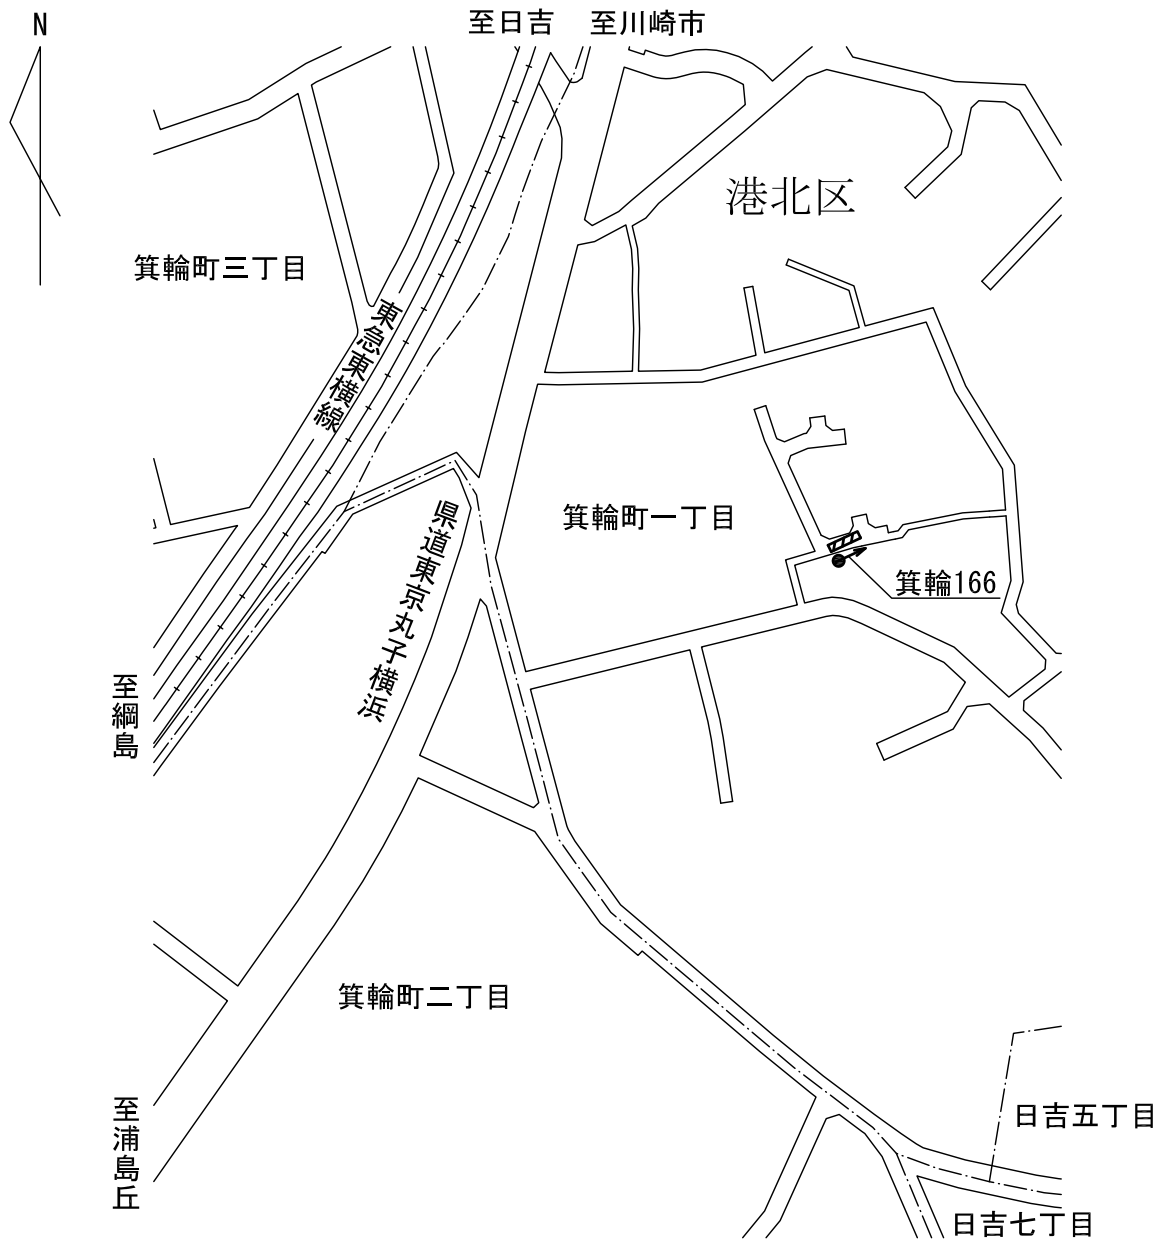 N
至日吉
至川崎市
港北区
箕輪町三丁目
東急東横線
県道東京丸子横浜
箕輪町一丁目
箕輪166
至綱島
箕輪町二丁目
至浦島丘
日吉五丁目
日吉七丁目